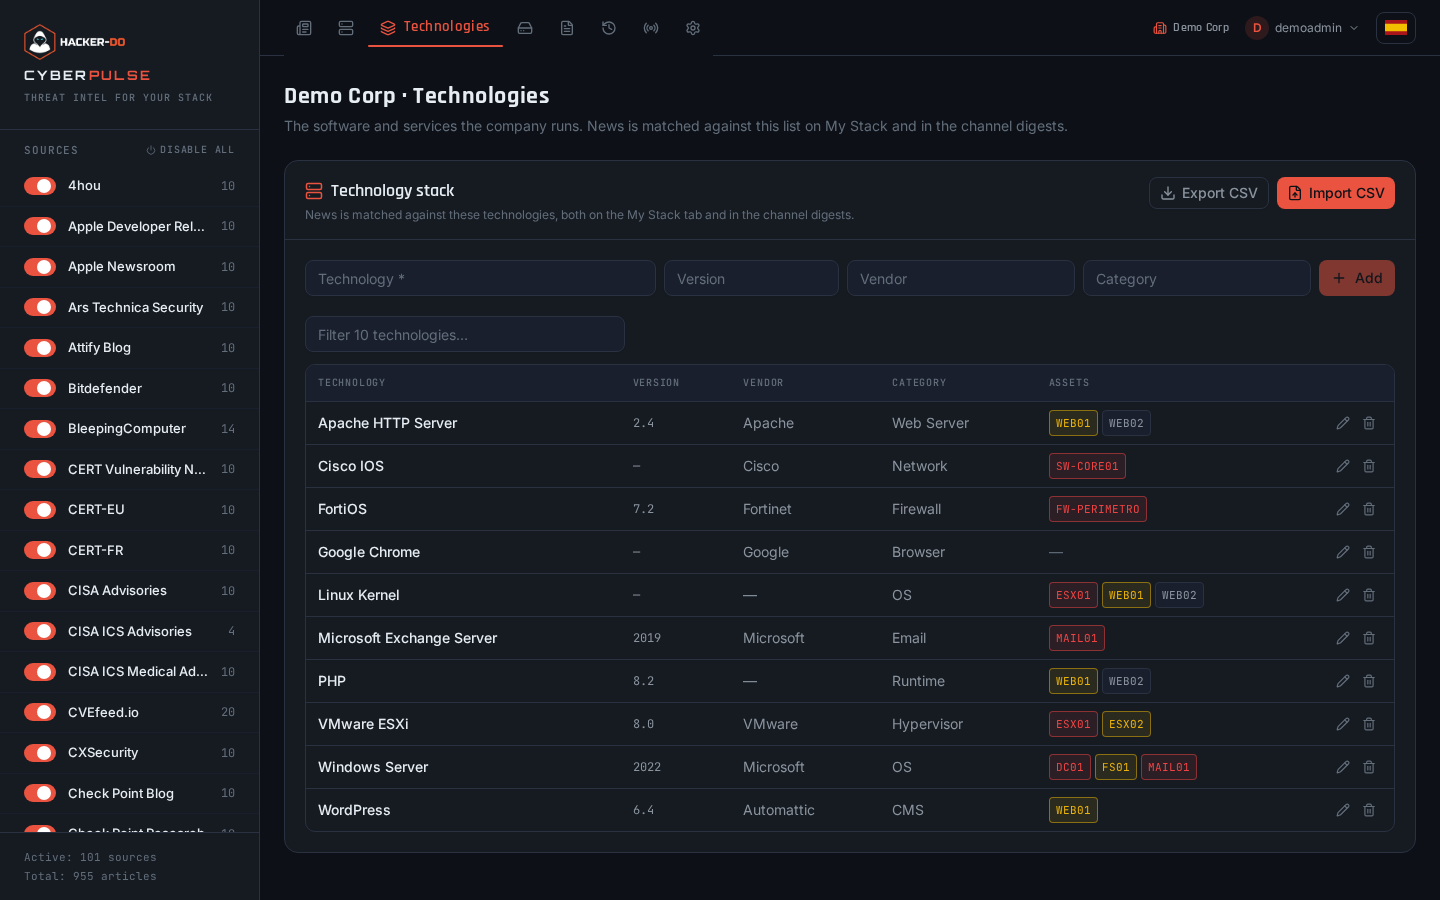 HACKER-DO
CYBERPULSE
THREAT INTEL FOR YOUR STACK
SOURCES
DISABLE ALL
4hou 10
Apple Developer Rel... 10
Apple Newsroom 10
Ars Technica Security 10
Attify Blog 10
Bitdefender 10
BleepingComputer 14
CERT Vulnerability N... 10
CERT-EU 10
CERT-FR 10
CISA Advisories 10
CISA ICS Advisories 4
CISA ICS Medical Ad... 10
CVEfeed.io 20
CXSecurity 10
Check Point Blog 10
Check Point Research 10
Active: 101 sources
Total: 955 articles
Technologies
Demo Corp
D demoadmin
Demo Corp · Technologies
The software and services the company runs. News is matched against this list on My Stack and in the channel digests.
Technology stack
News is matched against these technologies, both on the My Stack tab and in the channel digests.
Export CSV
Import CSV
Technology *
Version
Vendor
Category
Add
Filter 10 technologies...
TECHNOLOGY VERSION VENDOR CATEGORY ASSETS
Apache HTTP Server 2.4 Apache Web Server WEB01 WEB02
Cisco IOS — Cisco Network SW-CORE01
FortiOS 7.2 Fortinet Firewall FW-PERIMETRO
Google Chrome — Google Browser —
Linux Kernel — — OS ESX01 WEB01 WEB02
Microsoft Exchange Server 2019 Microsoft Email MAIL01
PHP 8.2 — Runtime WEB01 WEB02
VMware ESXi 8.0 VMware Hypervisor ESX01 ESX02
Windows Server 2022 Microsoft OS DC01 FS01 MAIL01
WordPress 6.4 Automattic CMS WEB01